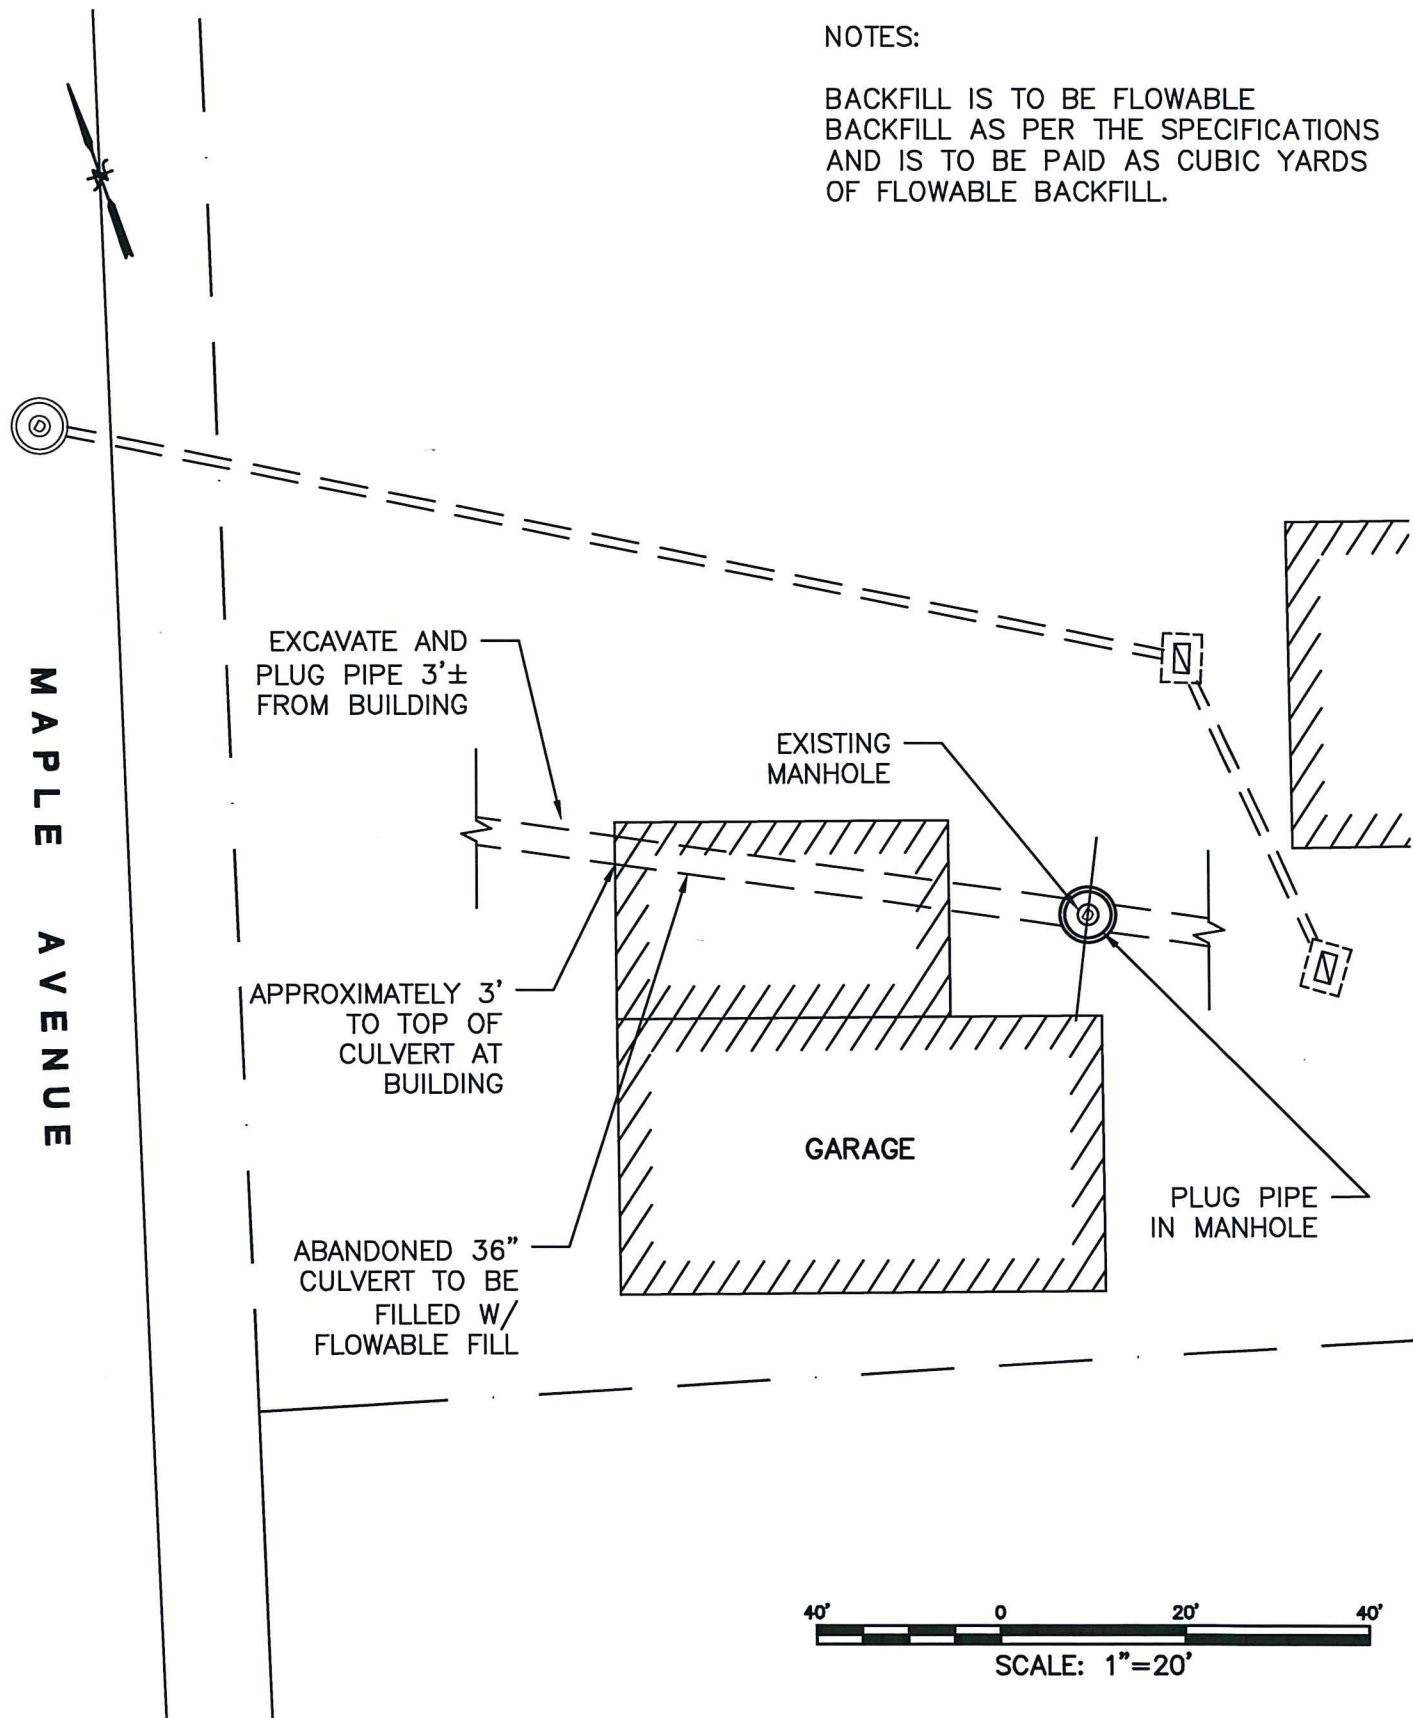 NOTES:
BACKFILL IS TO BE FLOWABLE
BACKFILL AS PER THE SPECIFICATIONS
AND IS TO BE PAID AS CUBIC YARDS
OF FLOWABLE BACKFILL.
D
EXCAVATE AND
PLUG PIPE 3'±
FROM BUILDING
MAPLE AVENUE
EXISTING
MANHOLE
D
APPROXIMATELY 3'
TO TOP OF
CULVERT AT
BUILDING
GARAGE
PLUG PIPE
IN MANHOLE
ABANDONED 36"
CULVERT TO BE
FILLED W/
FLOWABLE FILL
40' 0 20' 40'
SCALE: 1"=20'